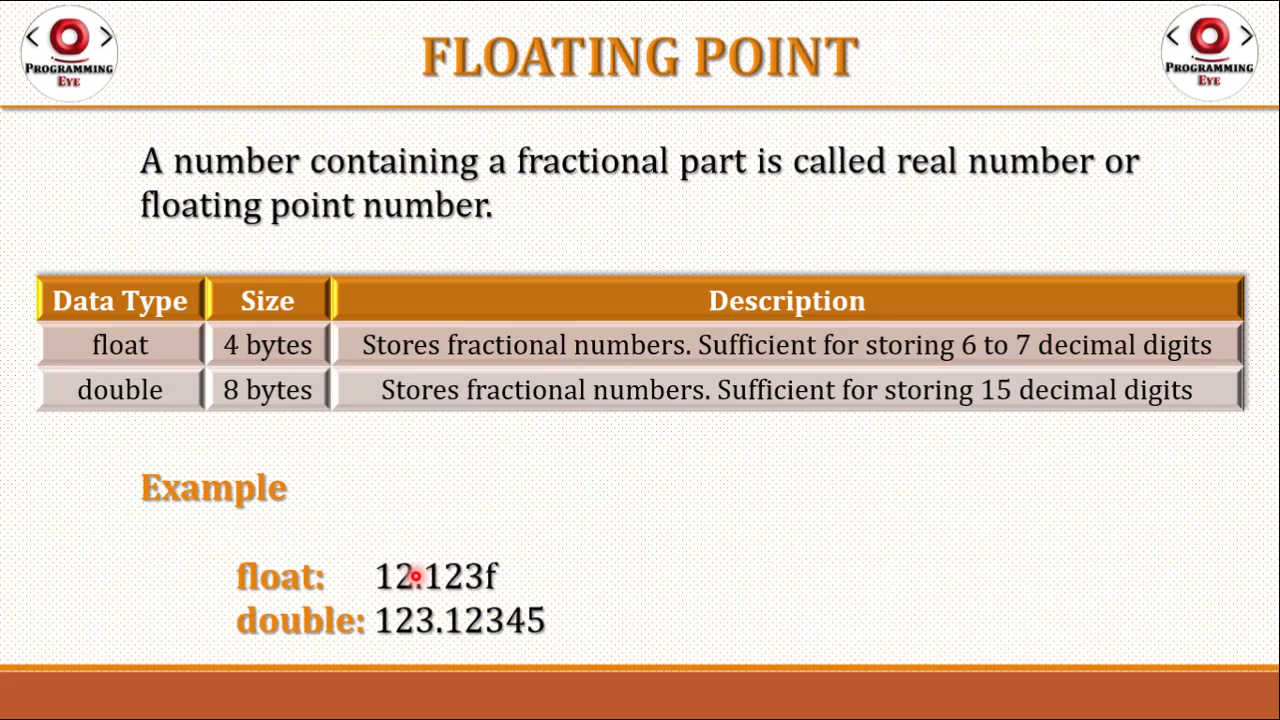 < >
PROGRAMMING
EYE
FLOATING POINT
< >
PROGRAMMING
EYE
A number containing a fractional part is called real number or
floating point number.
Data Type Size Description
float 4 bytes Stores fractional numbers. Sufficient for storing 6 to 7 decimal digits
double 8 bytes Stores fractional numbers. Sufficient for storing 15 decimal digits
Example
float: 12.123f
double: 123.12345